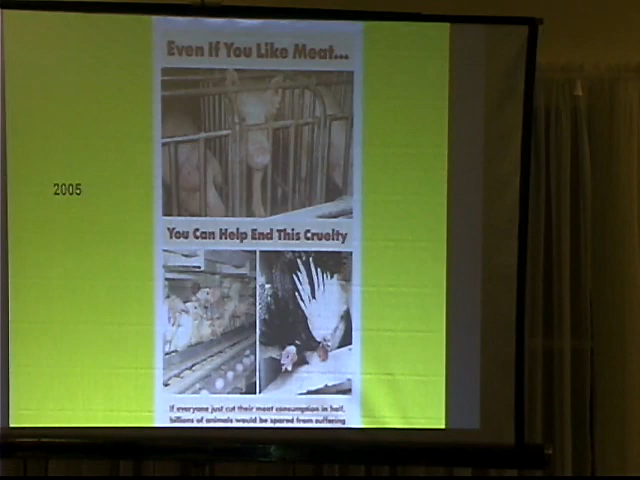 Even If You Like Meat...
2005
You Can Help End This Cruelty
If everyone just cut their meat consumption in half,
billions of animals would be spared from suffering